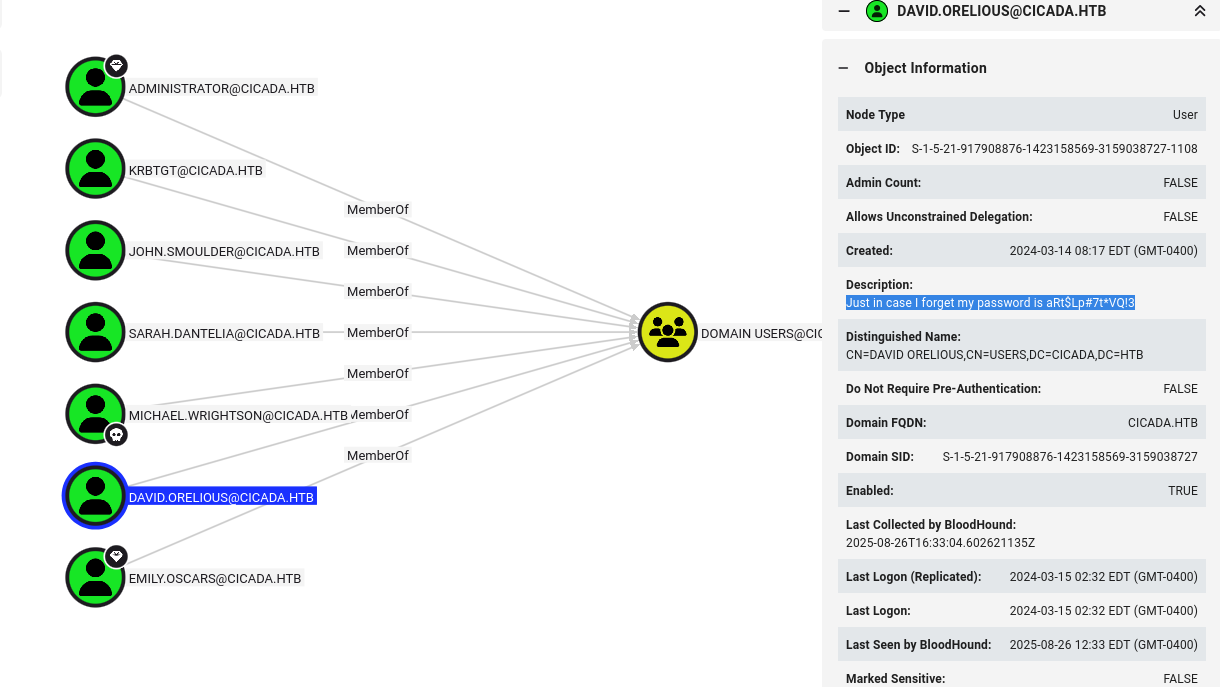 ADMINISTRATOR@CICADA.HTB
KRBTGT@CICADA.HTB
MemberOf
JOHN.SMOULDER@CICADA.HTB
MemberOf
MemberOf
SARAH.DANTELIA@CICADA.HTB
MemberOf
DOMAIN USERS@CIC
MemberOf
MICHAEL.WRIGHTSON@CICADA.HTB
MemberOf
MemberOf
DAVID.ORELIOUS@CICADA.HTB
EMILY.OSCARS@CICADA.HTB
DAVID.ORELIOUS@CICADA.HTB
Object Information
Node Type User
Object ID: S-1-5-21-917908876-1423158569-3159038727-1108
Admin Count: FALSE
Allows Unconstrained Delegation: FALSE
Created: 2024-03-14 08:17 EDT (GMT-0400)
Description:
Just in case I forget my password is aRt$Lp#7t*VQ!3
Distinguished Name:
CN=DAVID ORELIOUS,CN=USERS,DC=CICADA,DC=HTB
Do Not Require Pre-Authentication: FALSE
Domain FQDN: CICADA.HTB
Domain SID: S-1-5-21-917908876-1423158569-3159038727
Enabled: TRUE
Last Collected by BloodHound:
2025-08-26T16:33:04.602621135Z
Last Logon (Replicated): 2024-03-15 02:32 EDT (GMT-0400)
Last Logon: 2024-03-15 02:32 EDT (GMT-0400)
Last Seen by BloodHound: 2025-08-26 12:33 EDT (GMT-0400)
Marked Sensitive: FALSE